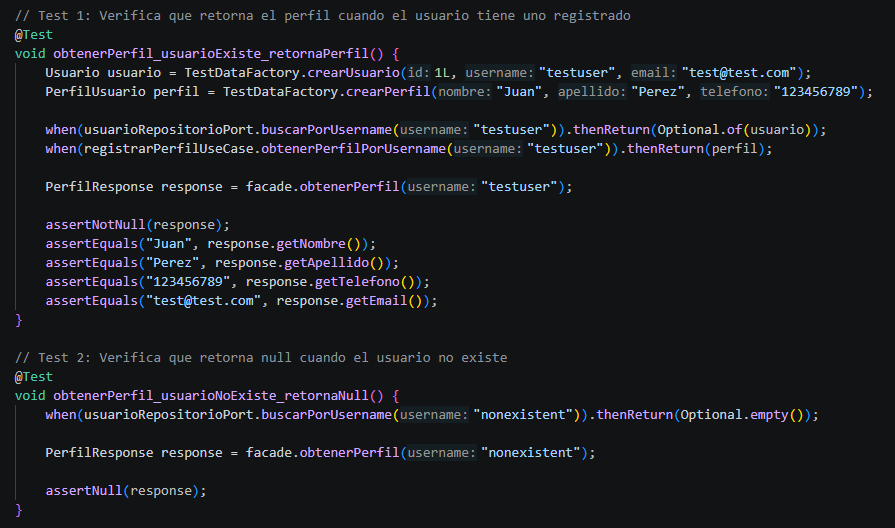 // Test 1: Verifica que retorna el perfil cuando el usuario tiene uno registrado
@Test
void obtenerPerfil_usuarioExiste_retornaPerfil() {
    Usuario usuario = TestDataFactory.crearUsuario(id: 1L, username: "testuser", email: "test@test.com");
    PerfilUsuario perfil = TestDataFactory.crearPerfil(nombre: "Juan", apellido: "Perez", telefono: "123456789");

    when(usuarioRepositorioPort.buscarPorUsername(username: "testuser")).thenReturn(Optional.of(usuario));
    when(registrarPerfilUseCase.obtenerPerfilPorUsername(username: "testuser")).thenReturn(perfil);

    PerfilResponse response = facade.obtenerPerfil(username: "testuser");

    assertNotNull(response);
    assertEquals("Juan", response.getNombre());
    assertEquals("Perez", response.getApellido());
    assertEquals("123456789", response.getTelefono());
    assertEquals("test@test.com", response.getEmail());
}

// Test 2: Verifica que retorna null cuando el usuario no existe
@Test
void obtenerPerfil_usuarioNoExiste_retornaNull() {
    when(usuarioRepositorioPort.buscarPorUsername(username: "nonexistent")).thenReturn(Optional.empty());

    PerfilResponse response = facade.obtenerPerfil(username: "nonexistent");

    assertNull(response);
}